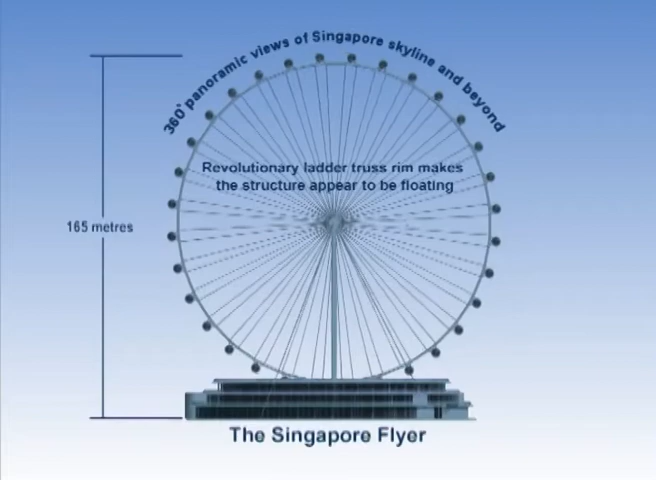 360° panoramic views of Singapore skyline and beyond
Revolutionary ladder truss rim makes
the structure appear to be floating
165 metres
The Singapore Flyer